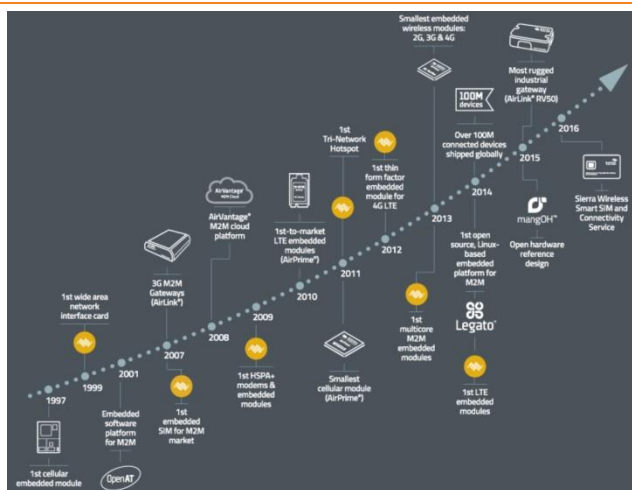 Smallest embedded
wireless modules:
2G, 3G & 4G
Most rugged
industrial
gateway
(AirLink® RV50)
100M
devices
Over 100M
connected devices
shipped globally
1st
Tri-Network
Hotspot
1st thin
form factor
embedded
module for
4G LTE
AirVantage®
M2M Cloud
AirVantage®
M2M cloud
platform
1st-to-market
LTE embedded
modules (AirPrime®)
3G M2M
Gateways
(AirLink®)
1st wide area
network
interface card
1997
1999
2001
2007
2008
2009
2010
2011
2012
2013
2014
2015
2016
Sierra Wireless
Smart SIM and
Connectivity
Service
mangOH™
Open hardware
reference
design
1st open
source, Linux-
based embedded
platform for
M2M
Legato™
1st LTE
embedded
modules
1st
multicore M2M
embedded
modules
Smallest
cellular module
(AirPrime®)
1st HSPA+
modems &
embedded
modules
1st
embedded
SIM for M2M
market
Embedded
software
platform
for M2M
OpenAT
1st cellular
embedded module